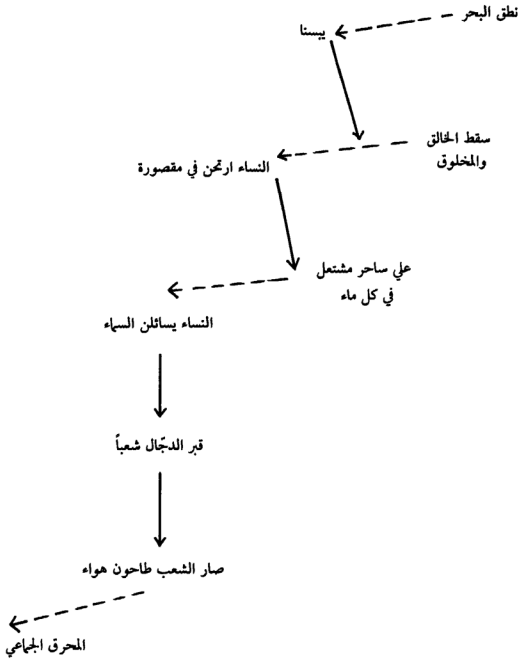 نطق البحر
يبسنا
سقط الخالق
والمخلوق
النساء ارتحن في مقصورة
علي ساحر مشتعل
في كل ماء
النساء يسائلن السماء
قبر الدجّال شعباً
صار الشعب طاحون هواء
المحرق الجماعي